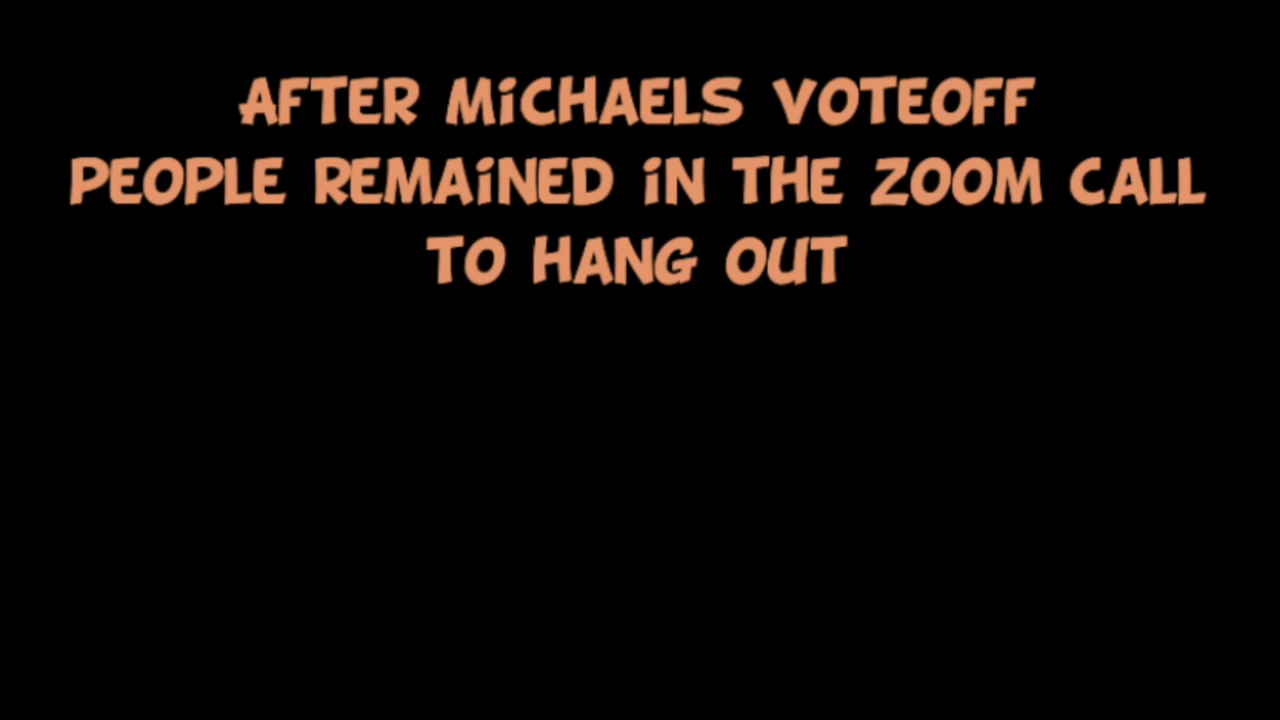 AFTER MiCHAELS VOTEOFF
PEOPLE REMAiNED iN THE ZOOM CALL
TO HANG OUT